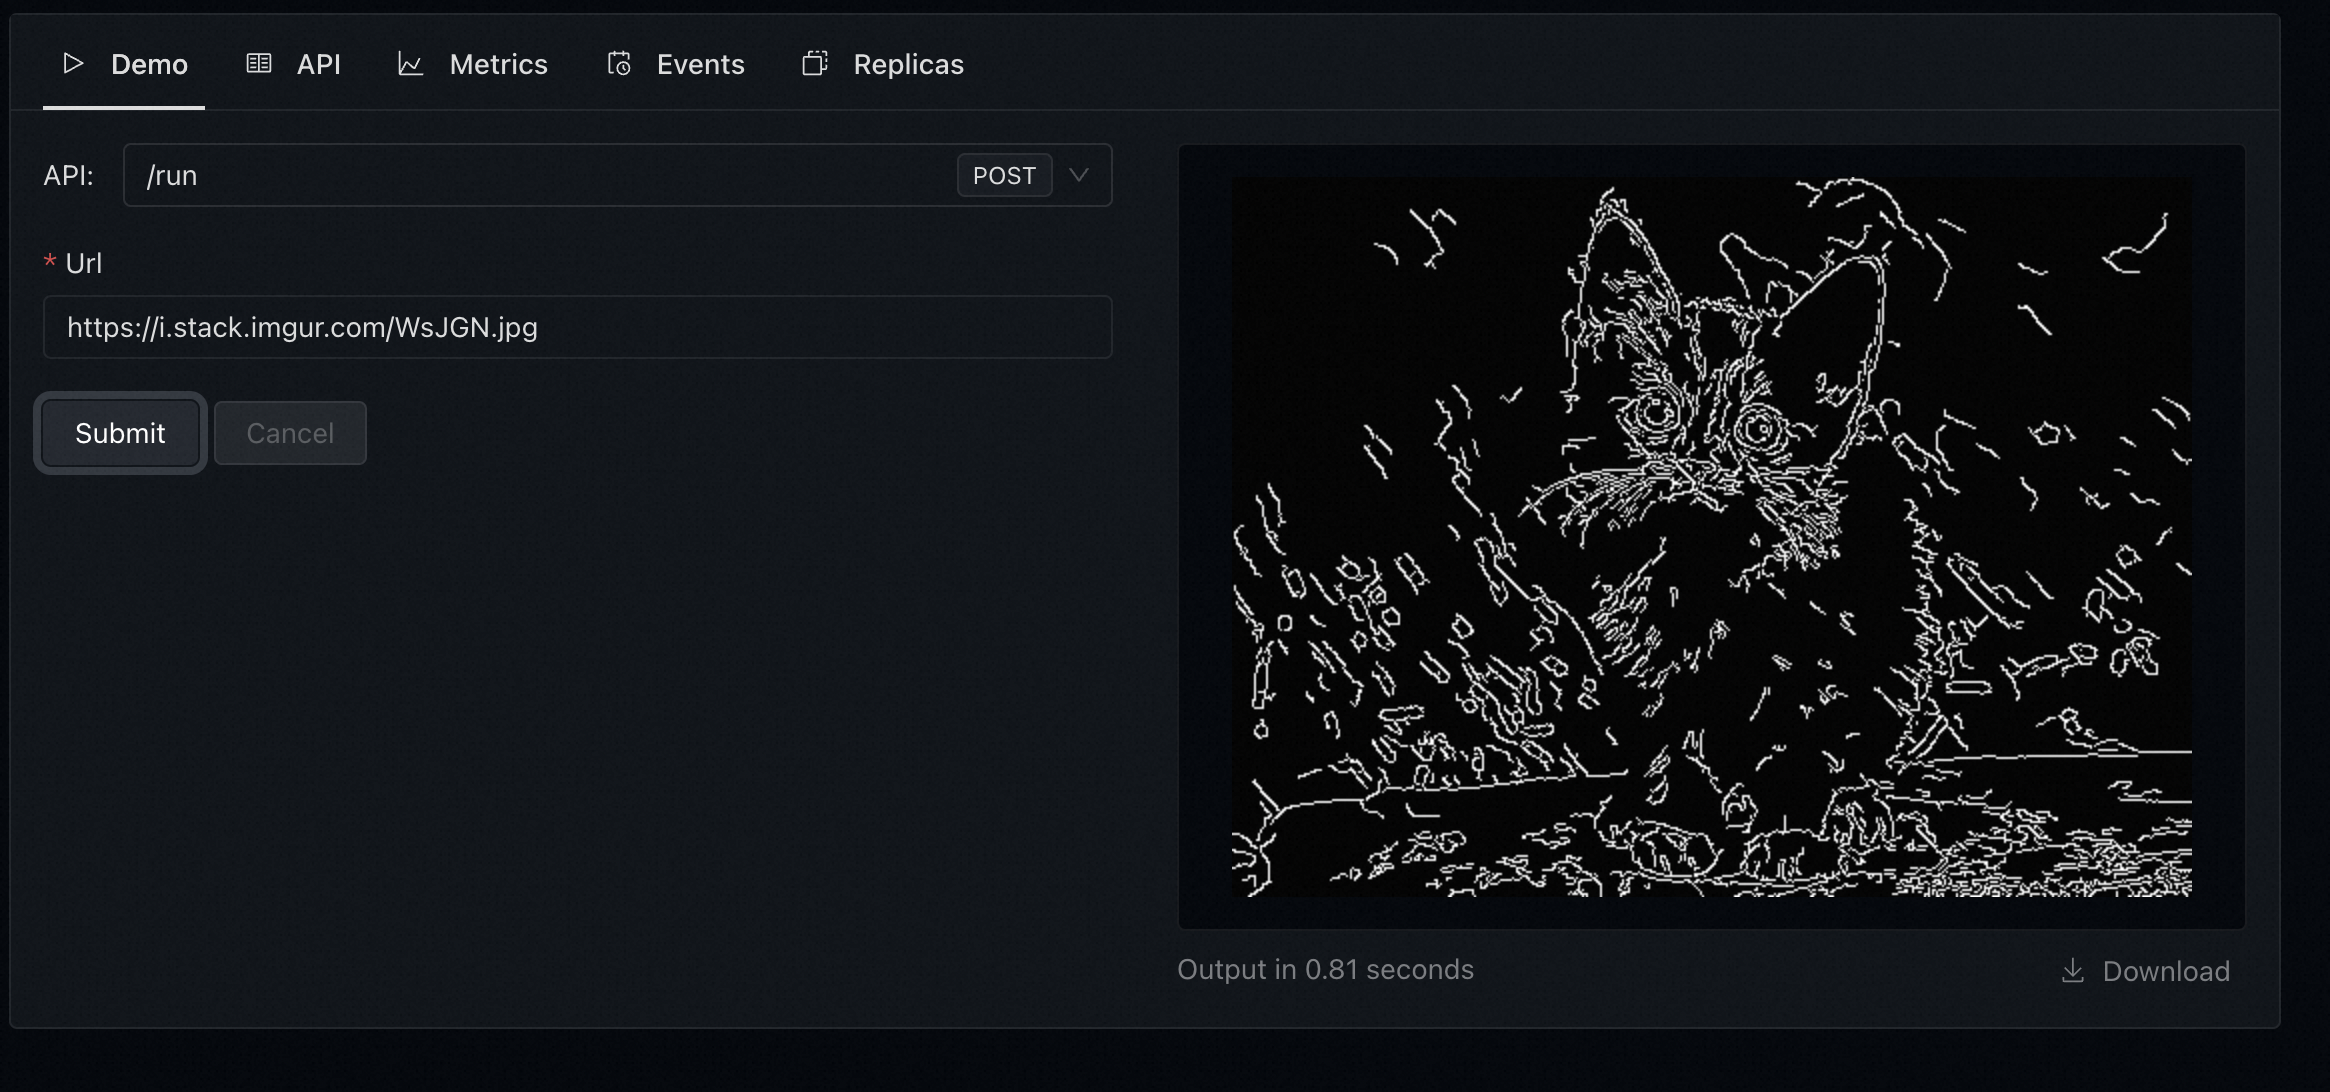 Demo API Metrics Events Replicas
API: /run POST
* Url
https://i.stack.imgur.com/WsJGN.jpg
Submit Cancel
Output in 0.81 seconds Download